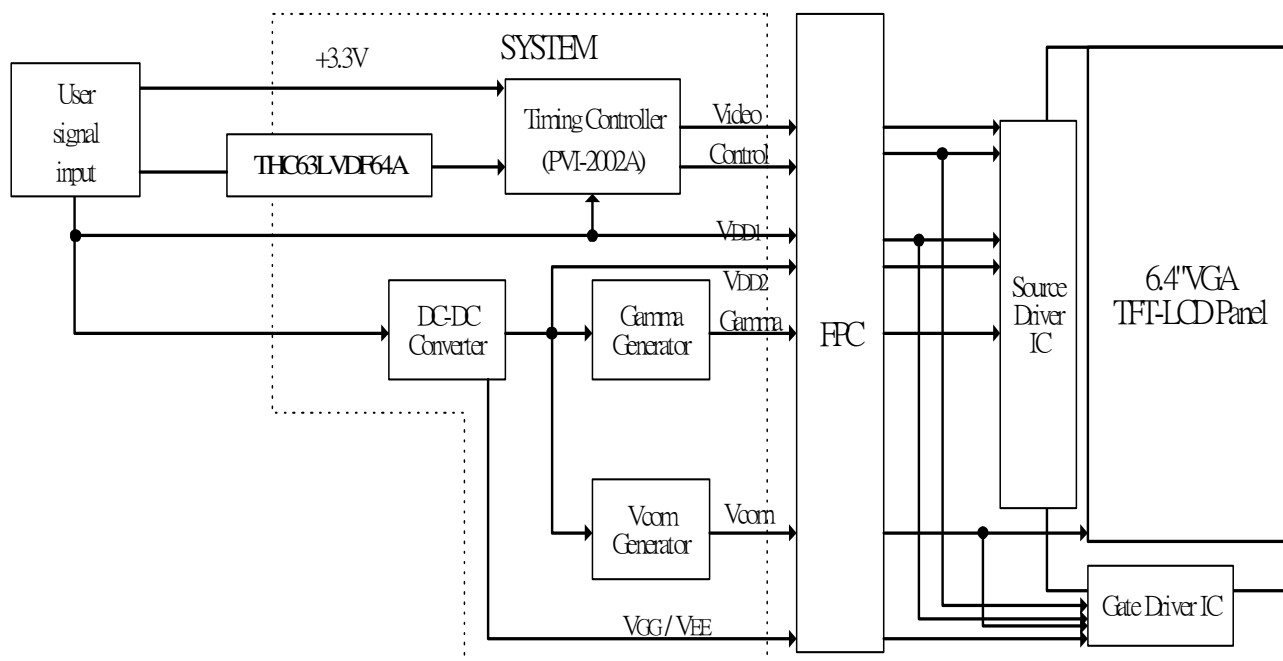 SYSTEM
+3.3V
User
signal
input
Timing Controller
(PVI-2002A)
THC63LVDF64A
Video
Control
VDD1
VDD2
DC-DC
Converter
Gamma
Generator
Gamma
FPC
Source
Driver
IC
6.4"VGA
TFT-LCD Panel
Vcom
Generator
Vcom
Gate Driver IC
VGG / VEE